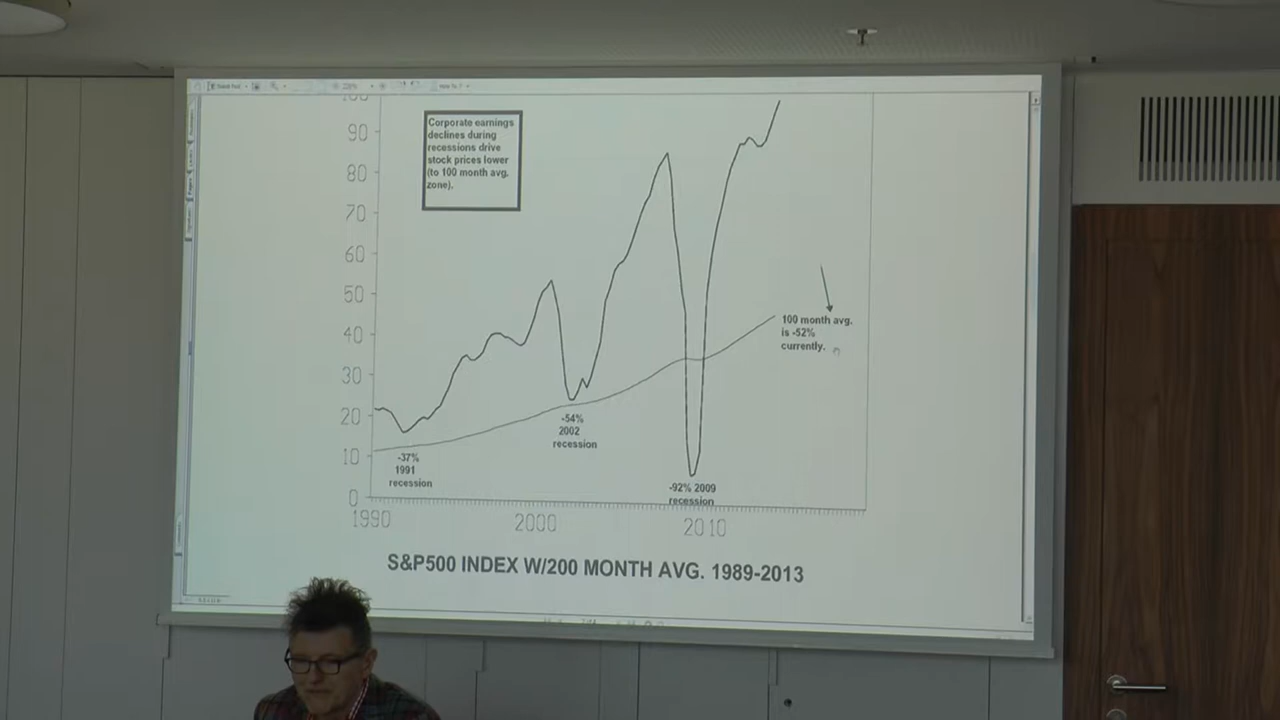 90
80
70
60
50
40
30
20
10
0
Corporate earnings
declines during
recessions drive
stock prices lower
(to 100 month avg.
zone).
100 month avg.
is -52%
currently.
-37%
1991
recession
-54%
2002
recession
-92% 2009
recession
1990 2000 2010
S&P500 INDEX W/200 MONTH AVG. 1989-2013